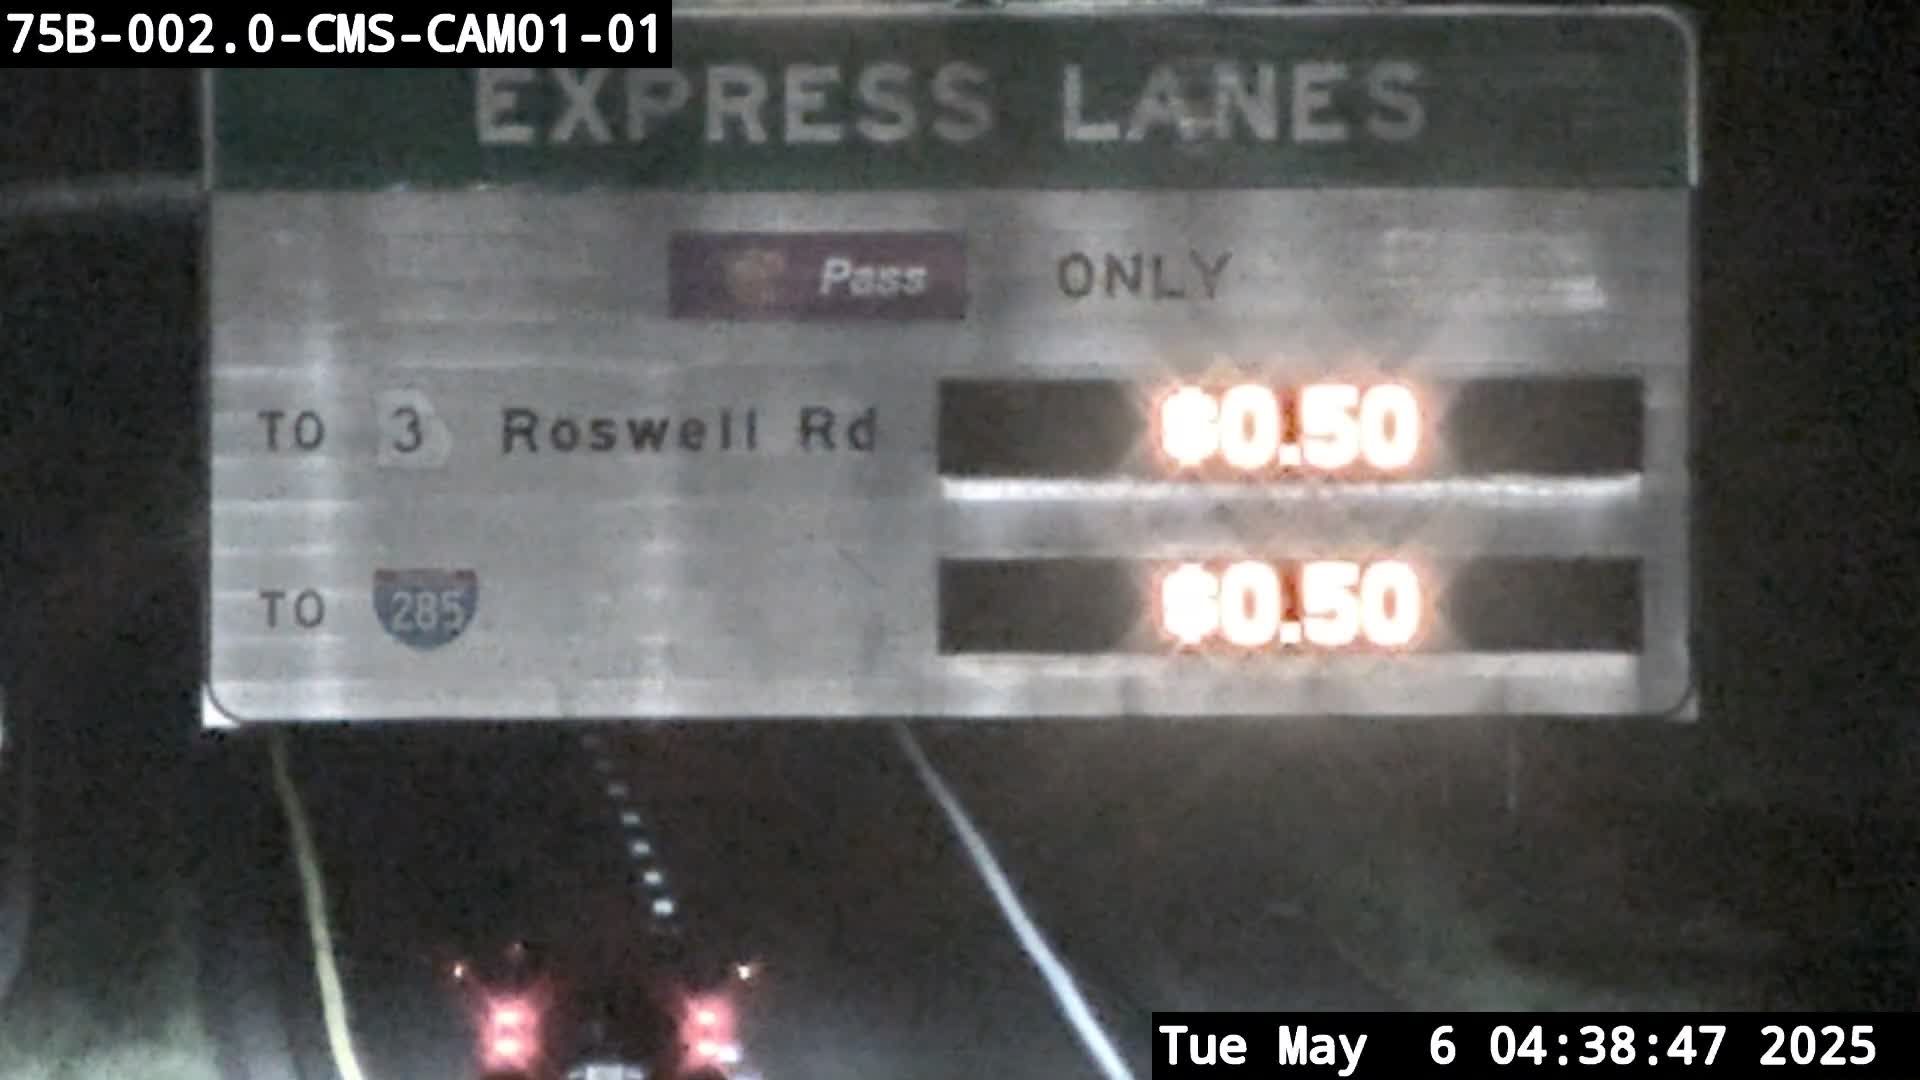 75B-002.0-CMS-CAM01-01
EXPRESS LANES
Pass ONLY
TO 3 Roswell Rd $0.50
TO 285 $0.50
Tue May 6 04:38:47 2025